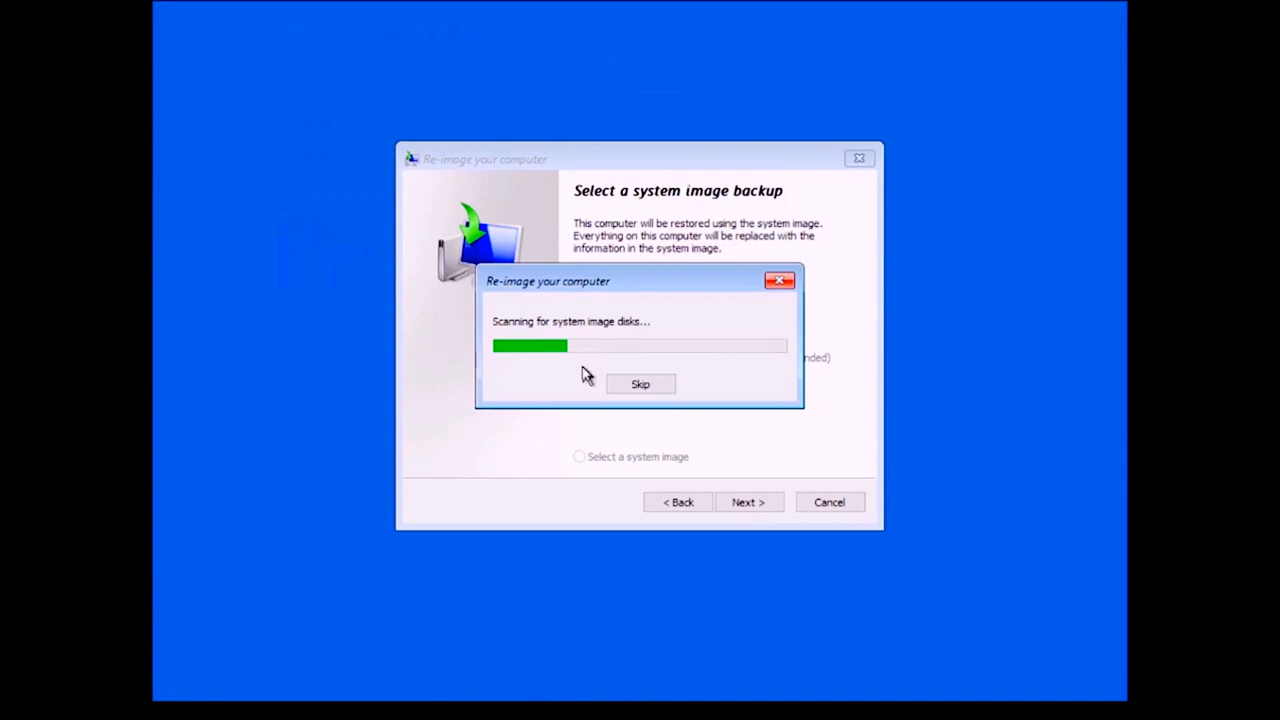 Re-image your computer
Select a system image backup
This computer will be restored using the system image.
Everything on this computer will be replaced with the
information in the system image.
Re-image your computer
Scanning for system image disks...
nded)
Skip
Select a system image
< Back
Next >
Cancel